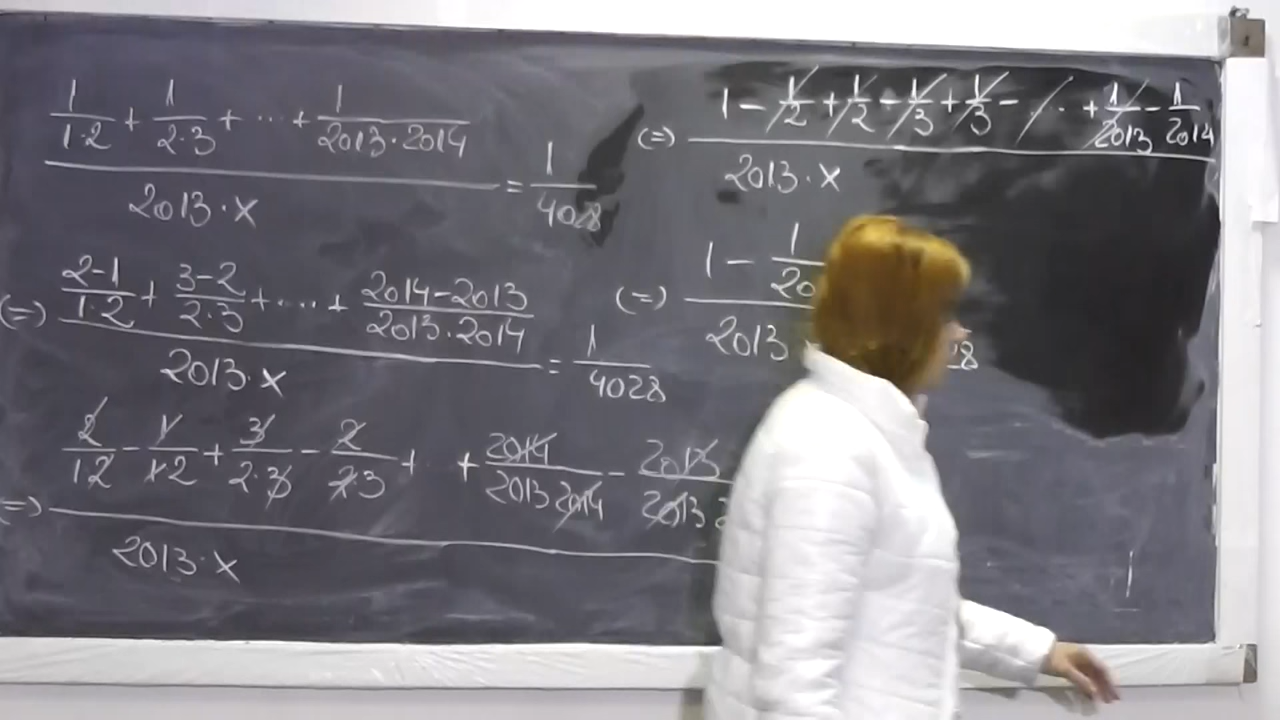 1/(1·2) + 1/(2·3) + ··· + 1/(2013·2014)
2013·x
= 1/4028
(=) (2-1)/(1·2) + (3-2)/(2·3) + ···· + (2014-2013)/(2013·2014)
2013·x
= 1/4028
(=) 2/(1 2) - 1/(1 2) + 3/(2·3) - 2/(2 3) + + 2014/(2013 2014) - 2013/(2013
2013·x
(=) 1 - 1/2 + 1/2 - 1/3 + 1/3 - ··· + 1/2013 - 1/2014
2013·x
(=) 1 - 1/
2013